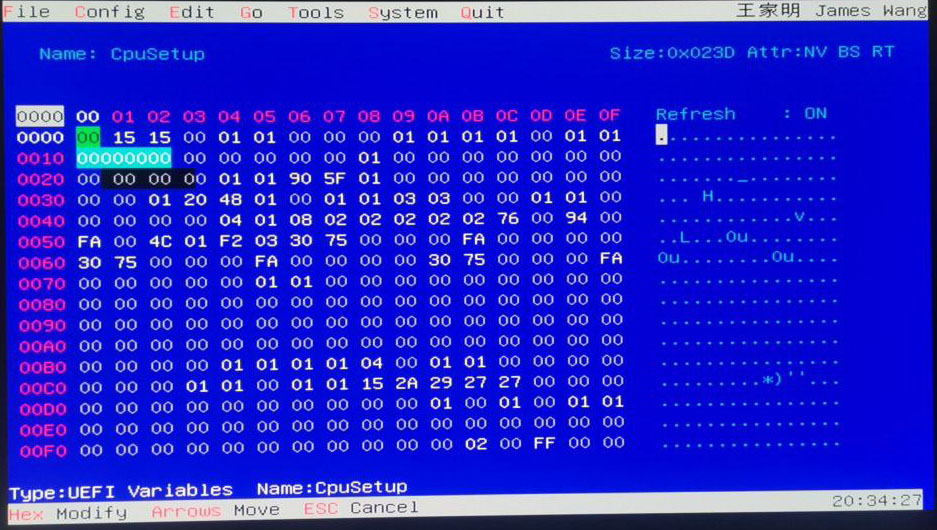 File Config Edit Go Tools System Quit 王家明 James Wang
Name: CpuSetup Size:0x023D Attr:NV BS RT
0000 00 01 02 03 04 05 06 07 08 09 0A 0B 0C 0D 0E 0F Refresh : ON
0000 00 15 15 00 01 01 00 00 00 01 01 01 01 00 01 01 ................
0010 00000000 00 00 00 00 00 01 00 00 00 00 00 00 00 ................
0020 00 00 00 00 01 01 90 5F 01 00 00 00 00 00 00 00 ......._........
0030 00 00 01 20 48 01 00 01 01 03 03 00 00 01 01 00 ... H...........
0040 00 00 00 00 04 01 08 02 02 02 02 02 76 00 94 00 ............v...
0050 FA 00 4C 01 F2 03 30 75 00 00 00 FA 00 00 00 00 ..L...0u........
0060 30 75 00 00 00 FA 00 00 00 00 30 75 00 00 00 FA 0u........0u....
0070 00 00 00 00 00 01 01 00 00 00 00 00 00 00 00 00 ................
0080 00 00 00 00 00 00 00 00 00 00 00 00 00 00 00 00 ................
0090 00 00 00 00 00 00 00 00 00 00 00 00 00 00 00 00 ................
00A0 00 00 00 00 00 00 00 00 00 00 00 00 00 00 00 00 ................
00B0 00 00 00 00 01 01 01 01 04 00 01 01 00 00 00 00 ................
00C0 00 00 00 01 01 00 01 01 15 2A 29 27 27 00 00 00 .........*)''...
00D0 00 00 00 00 00 00 00 00 00 00 01 00 01 00 01 01 ................
00E0 00 00 00 00 00 00 00 00 00 00 00 00 00 00 00 00 ................
00F0 00 00 00 00 00 00 00 00 00 00 00 02 00 FF 00 00 ................
Type:UEFI Variables Name:CpuSetup
Hex Modify Arrows Move ESC Cancel 20:34:27